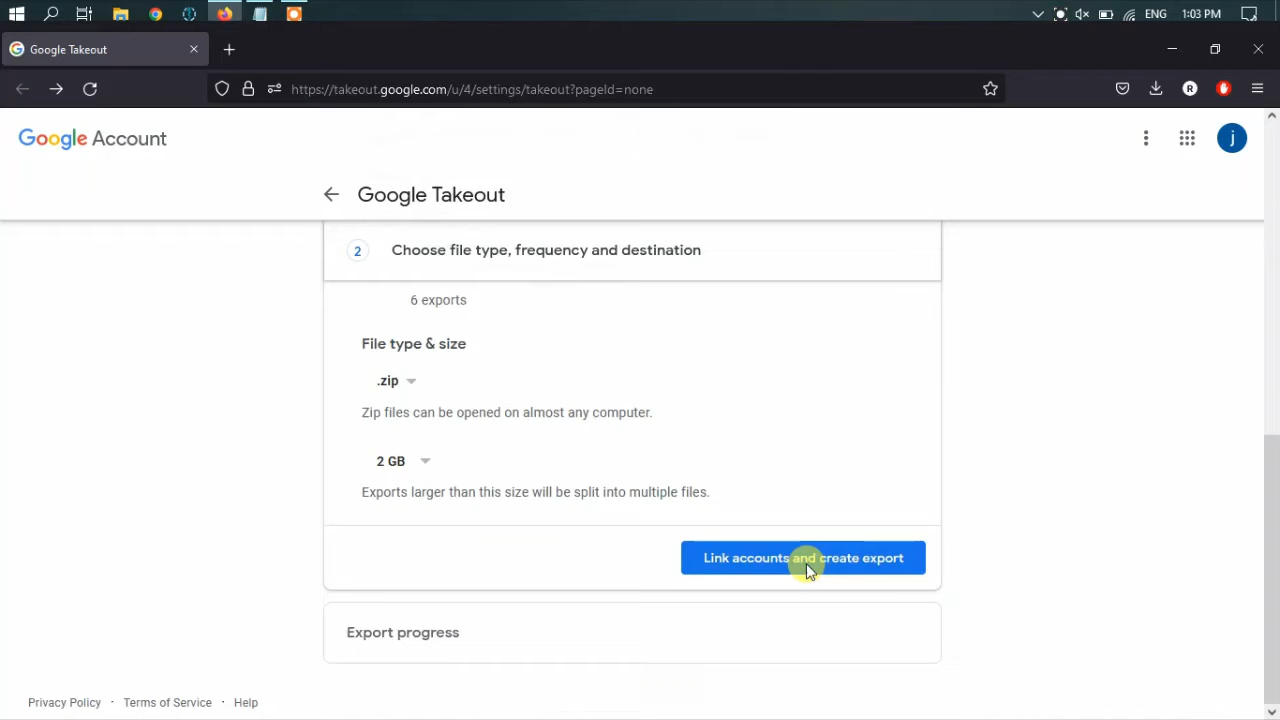 ENG
1:03 PM
Google Takeout
https://takeout.google.com/u/4/settings/takeout?pageId=none
R
Google Account
j
Google Takeout
2
Choose file type, frequency and destination
6 exports
File type & size
.zip
Zip files can be opened on almost any computer.
2 GB
Exports larger than this size will be split into multiple files.
Link accounts and create export
Export progress
Privacy Policy · Terms of Service · Help